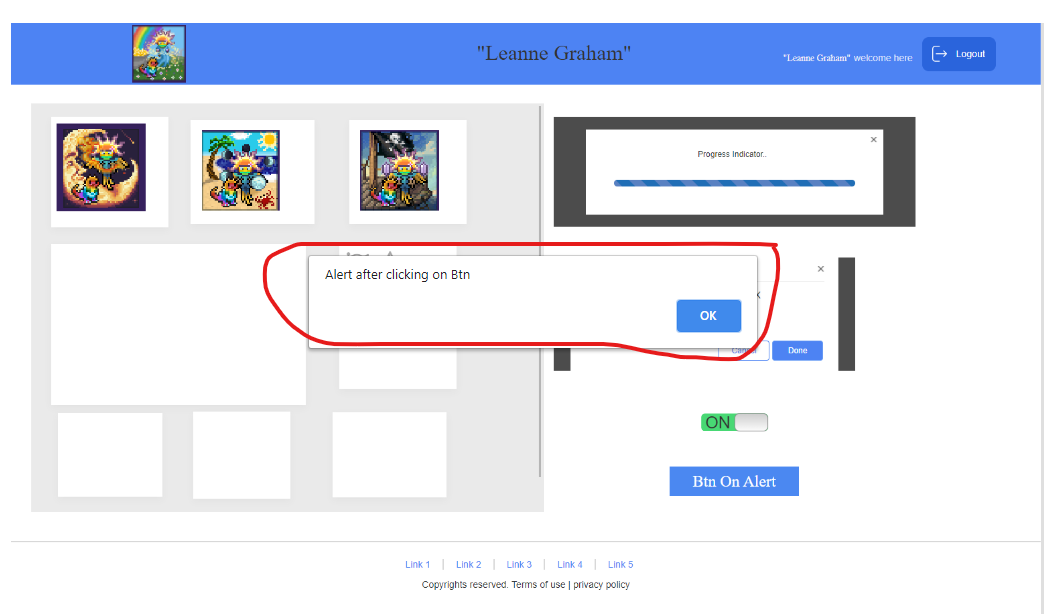 "Leanne Graham"
"Leanne Graham" welcome here
Logout
Progress Indicator..
Alert after clicking on Btn
OK
Done
ON
Btn On Alert
Link 1 | Link 2 | Link 3 | Link 4 | Link 5
Copyrights reserved. Terms of use | privacy policy